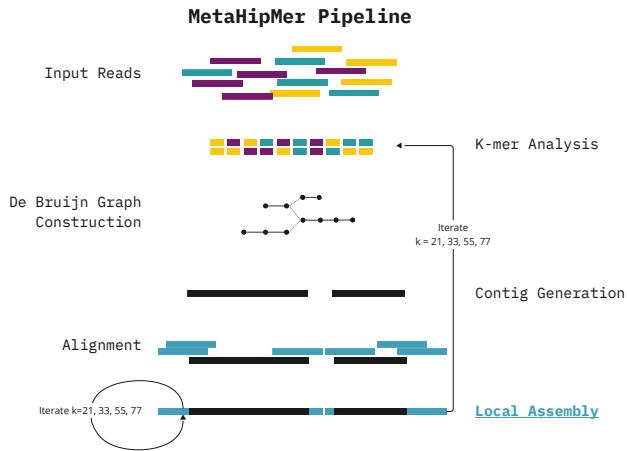 MetaHipMer Pipeline
Input Reads
K-mer Analysis
De Bruijn Graph
Construction
Iterate
k = 21, 33, 55, 77
Contig Generation
Alignment
Iterate k=21, 33, 55, 77
Local Assembly